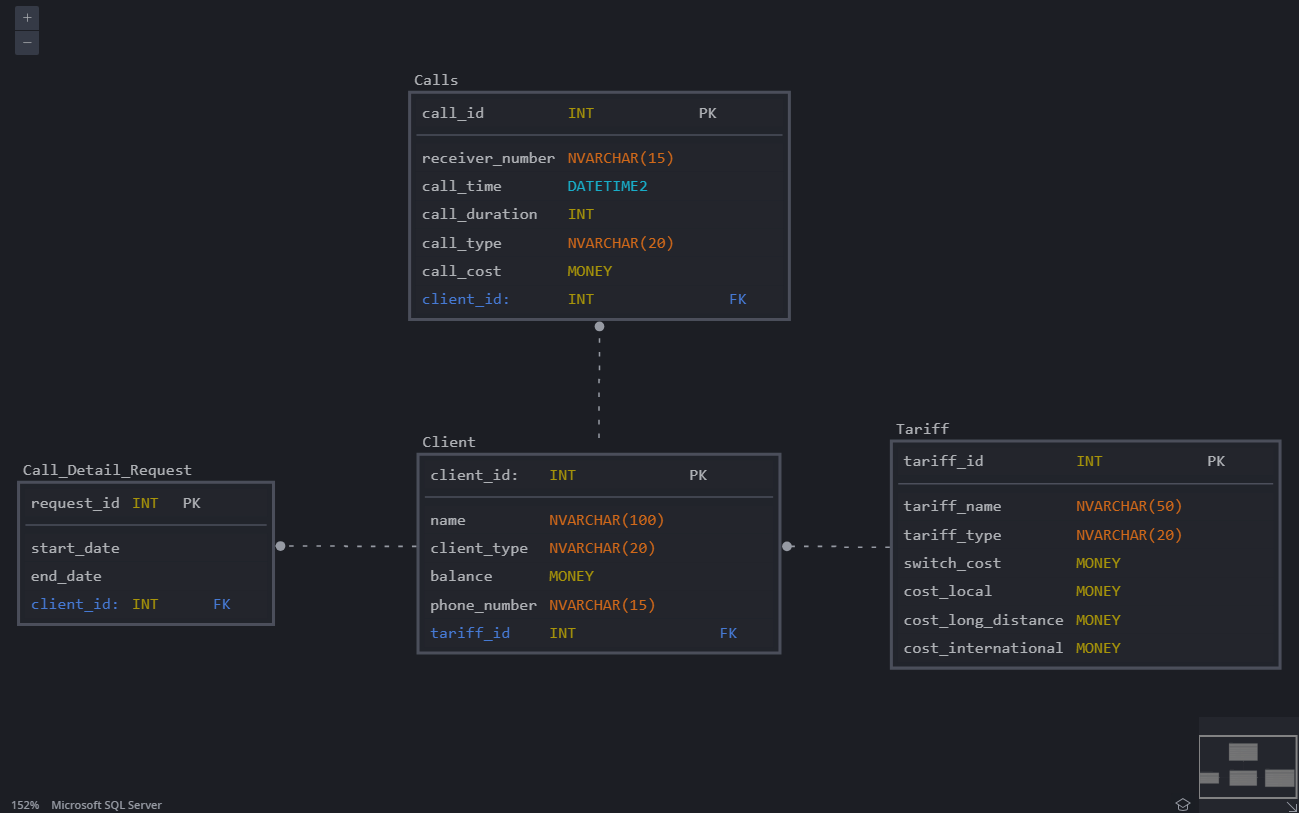 +
−
Calls
call_id INT PK
receiver_number NVARCHAR(15)
call_time DATETIME2
call_duration INT
call_type NVARCHAR(20)
call_cost MONEY
client_id: INT FK
Client
client_id: INT PK
name NVARCHAR(100)
client_type NVARCHAR(20)
balance MONEY
phone_number NVARCHAR(15)
tariff_id INT FK
Call_Detail_Request
request_id INT PK
start_date
end_date
client_id: INT FK
Tariff
tariff_id INT PK
tariff_name NVARCHAR(50)
tariff_type NVARCHAR(20)
switch_cost MONEY
cost_local MONEY
cost_long_distance MONEY
cost_international MONEY
152% Microsoft SQL Server